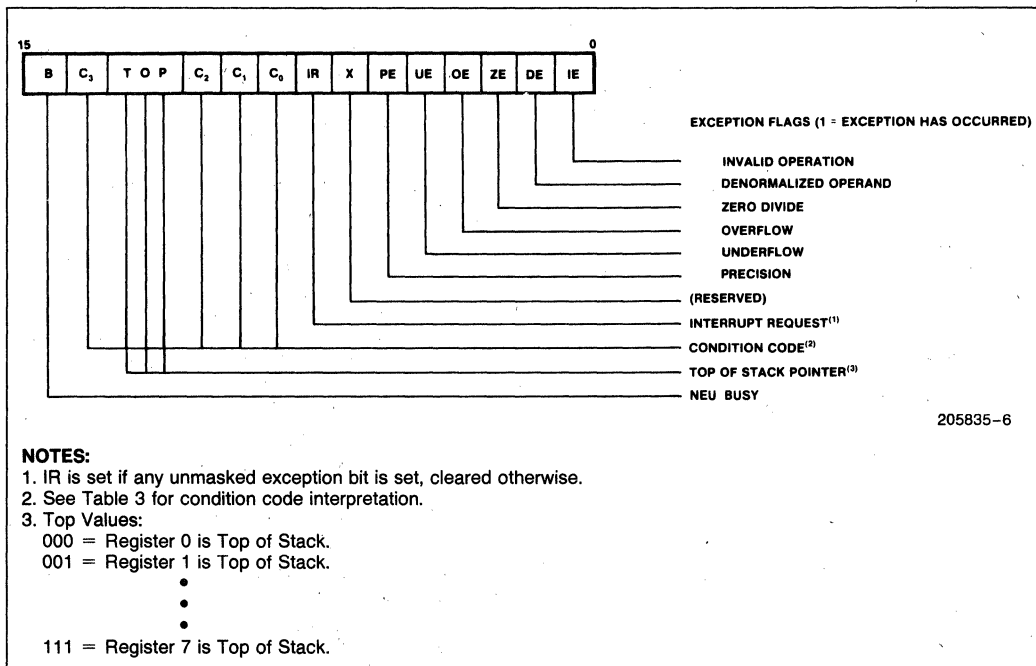 15 0
B C₃ T O P C₂ C₁ C₀ IR X PE UE OE ZE DE IE
EXCEPTION FLAGS (1 = EXCEPTION HAS OCCURRED)
INVALID OPERATION
DENORMALIZED OPERAND
ZERO DIVIDE
OVERFLOW
UNDERFLOW
PRECISION
(RESERVED)
INTERRUPT REQUEST(1)
CONDITION CODE(2)
TOP OF STACK POINTER(3)
NEU BUSY
205835–6
NOTES:
1. IR is set if any unmasked exception bit is set, cleared otherwise.
2. See Table 3 for condition code interpretation.
3. Top Values:
000 = Register 0 is Top of Stack.
001 = Register 1 is Top of Stack.
•
•
•
111 = Register 7 is Top of Stack.